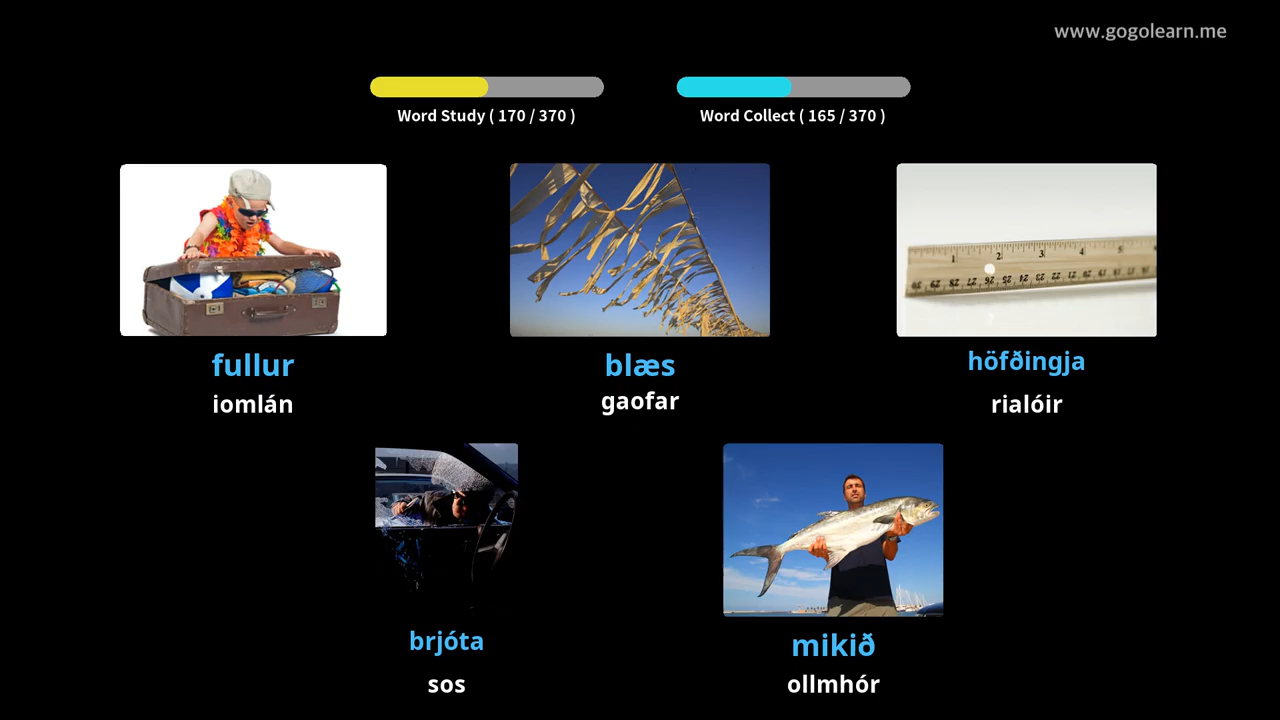 www.gogolearn.me
Word Study ( 170 / 370 )
Word Collect ( 165 / 370 )
fullur
iomlán
blæs
gaofar
höfðingja
rialóir
brjóta
sos
mikið
ollmhór